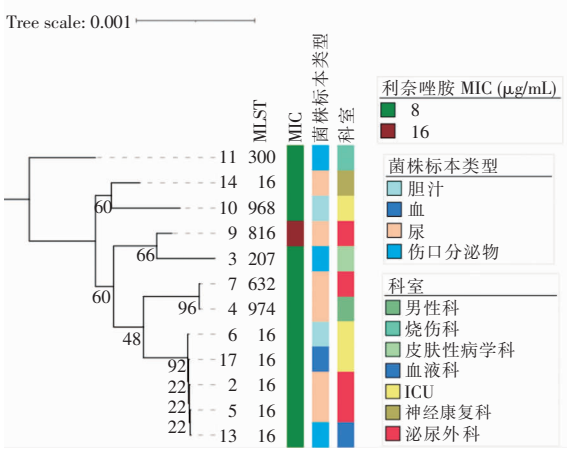 Tree scale: 0.001
MLST
MIC
菌株标本类型
科室
11 300
14 16
10 968
9 816
3 207
7 632
4 974
6 16
17 16
2 16
5 16
13 16
60
66
60
96
48
92
22
22
22
利奈唑胺 MIC (μg/mL)
8
16
菌株标本类型
胆汁
血
尿
伤口分泌物
科室
男性科
烧伤科
皮肤性病学科
血液科
ICU
神经康复科
泌尿外科